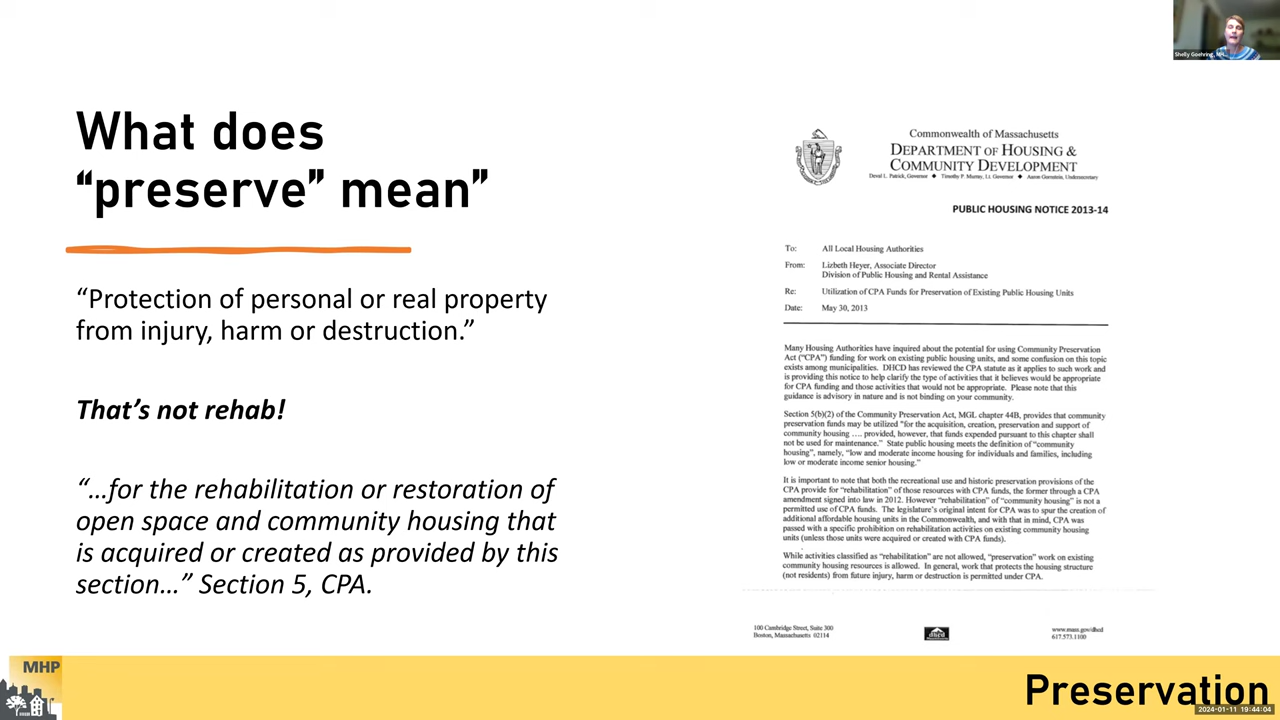 Shelly Goehring, MH...
What does
“preserve” mean”
“Protection of personal or real property
from injury, harm or destruction.”
That’s not rehab!
“…for the rehabilitation or restoration of
open space and community housing that
is acquired or created as provided by this
section…” Section 5, CPA.
Commonwealth of Massachusetts
DEPARTMENT OF HOUSING &
COMMUNITY DEVELOPMENT
Deval L. Patrick, Governor ◆ Timothy P. Murray, Lt. Governor ◆ Aaron Gornstein, Undersecretary
PUBLIC HOUSING NOTICE 2013-14
To: All Local Housing Authorities
From: Lizbeth Heyer, Associate Director
Division of Public Housing and Rental Assistance
Re: Utilization of CPA Funds for Preservation of Existing Public Housing Units
Date: May 30, 2013
Many Housing Authorities have inquired about the potential for using Community Preservation
Act (“CPA”) funding for work on existing public housing units, and some confusion on this topic
exists among municipalities. DHCD has reviewed the CPA statute as it applies to such work and
is providing this notice to help clarify the type of activities that it believes would be appropriate
for CPA funding and those activities that would not be appropriate. Please note that this
guidance is advisory in nature and is not binding on your community.
Section 5(b)(2) of the Community Preservation Act, MGL chapter 44B, provides that community
preservation funds may be utilized "for the acquisition, creation, preservation and support of
community housing …. provided, however, that funds expended pursuant to this chapter shall
not be used for maintenance." State public housing meets the definition of “community
housing”, namely, “low and moderate income housing for individuals and families, including
low or moderate income senior housing.”
It is important to note that both the recreational use and historic preservation provisions of the
CPA provide for “rehabilitation” of those resources with CPA funds, the former through a CPA
amendment signed into law in 2012. However “rehabilitation” of “community housing” is not a
permitted use of CPA funds. The legislature's original intent for CPA was to spur the creation of
additional affordable housing units in the Commonwealth, and with that in mind, CPA was
passed with a specific prohibition on rehabilitation activities on existing community housing
units (unless those units were acquired or created with CPA funds).
While activities classified as “rehabilitation” are not allowed, “preservation” work on existing
community housing resources is allowed. In general, work that protects the housing structure
(not residents) from future injury, harm or destruction is permitted under CPA.
100 Cambridge Street, Suite 300
Boston, Massachusetts 02114
dhcd
www.mass.gov/dhcd
617.573.1100
MHP
Preservation
2024-01-11 19:44:04